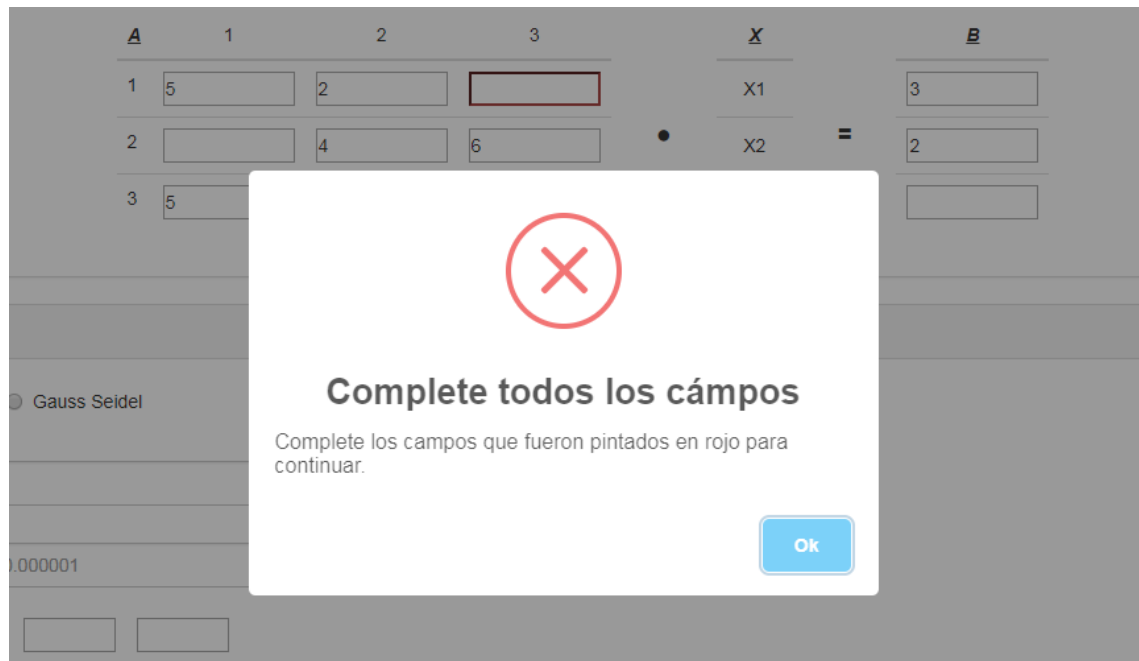 A 1 2 3 X B
1 5 2 X1 3
2 4 6 • X2 = 2
3 5
Complete todos los cámpos
Gauss Seidel
Complete los campos que fueron pintados en rojo para
continuar.
Ok
0.000001